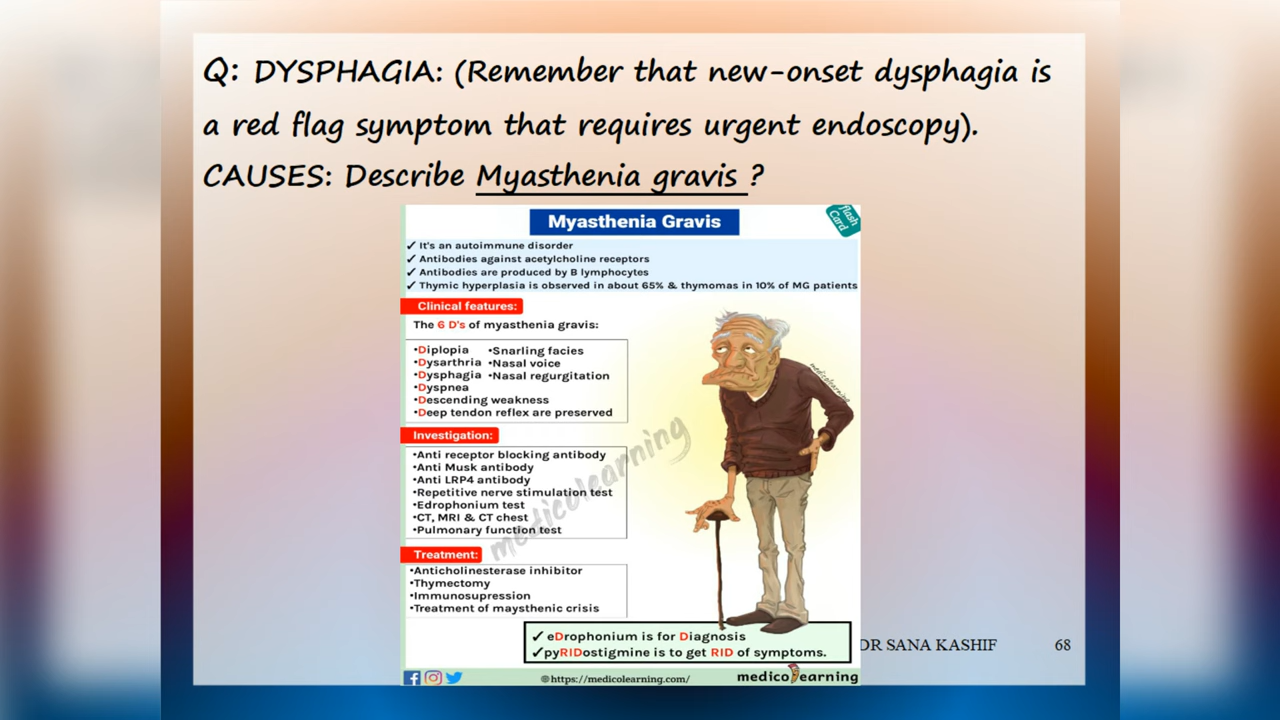 Q: DYSPHAGIA: (Remember that new-onset dysphagia is
a red flag symptom that requires urgent endoscopy).
CAUSES: Describe Myasthenia gravis ?
Myasthenia Gravis
flash
Card
✓ It's an autoimmune disorder
✓ Antibodies against acetylcholine receptors
✓ Antibodies are produced by B lymphocytes
✓ Thymic hyperplasia is observed in about 65% & thymomas in 10% of MG patients
Clinical features:
The 6 D's of myasthenia gravis:
•Diplopia •Snarling facies
•Dysarthria •Nasal voice
•Dysphagia •Nasal regurgitation
•Dyspnea
•Descending weakness
•Deep tendon reflex are preserved
medicolearning
Investigation:
•Anti receptor blocking antibody
•Anti Musk antibody
•Anti LRP4 antibody
•Repetitive nerve stimulation test
•Edrophonium test
•CT, MRI & CT chest
•Pulmonary function test
medicolearning
Treatment:
•Anticholinesterase inhibitor
•Thymectomy
•Immunosupression
•Treatment of maysthenic crisis
✓ eDrophonium is for Diagnosis
✓ pyRIDostigmine is to get RID of symptoms.
DR SANA KASHIF 68
@https://medicolearning.com/ medicolearning